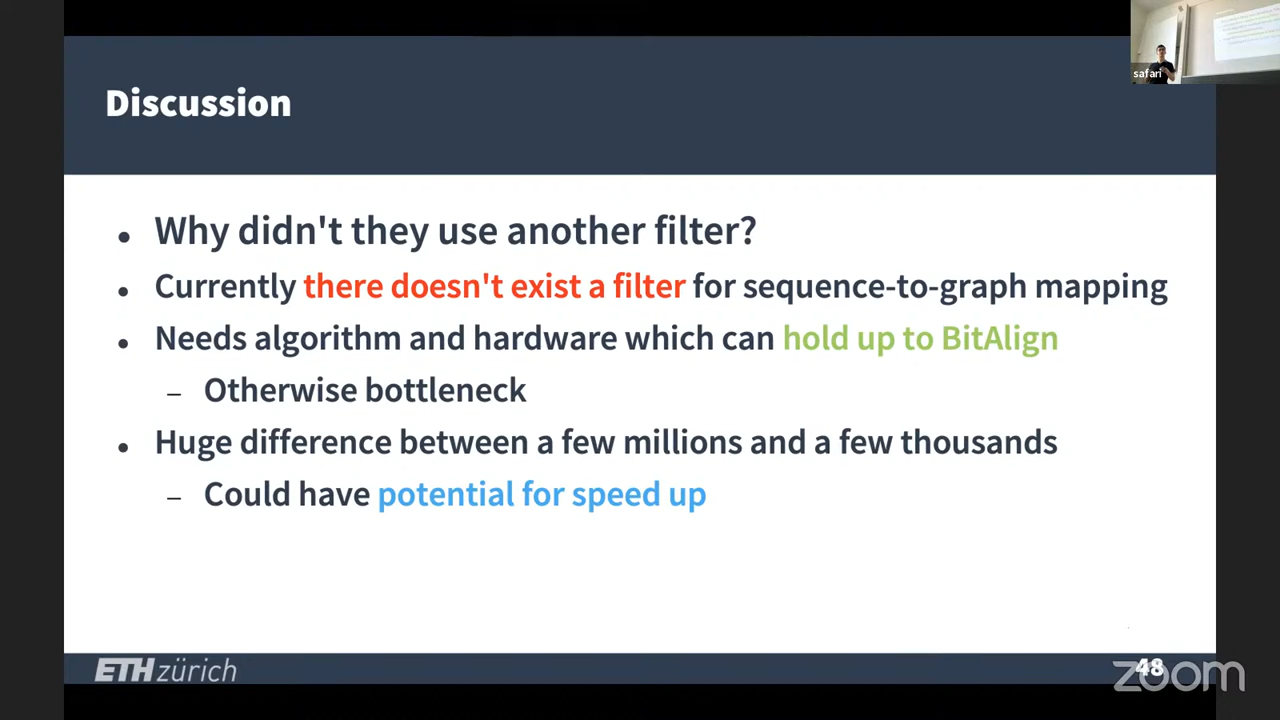 safari
Discussion
• Why didn't they use another filter?
• Currently there doesn't exist a filter for sequence-to-graph mapping
• Needs algorithm and hardware which can hold up to BitAlign
– Otherwise bottleneck
• Huge difference between a few millions and a few thousands
– Could have potential for speed up
ETH zürich
48
zoom